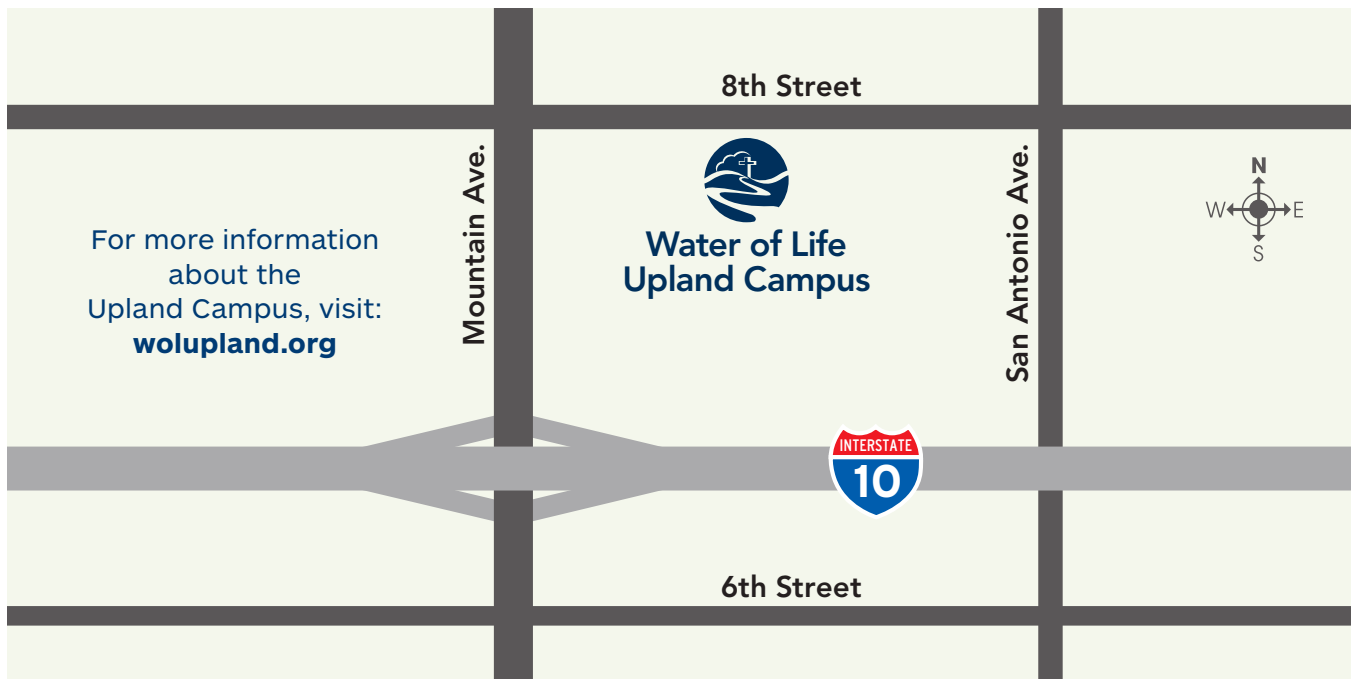 8th Street
Mountain Ave.
San Antonio Ave.
N
W E
S
For more information
about the
Upland Campus, visit:
wolupland.org
Water of Life
Upland Campus
INTERSTATE
10
6th Street